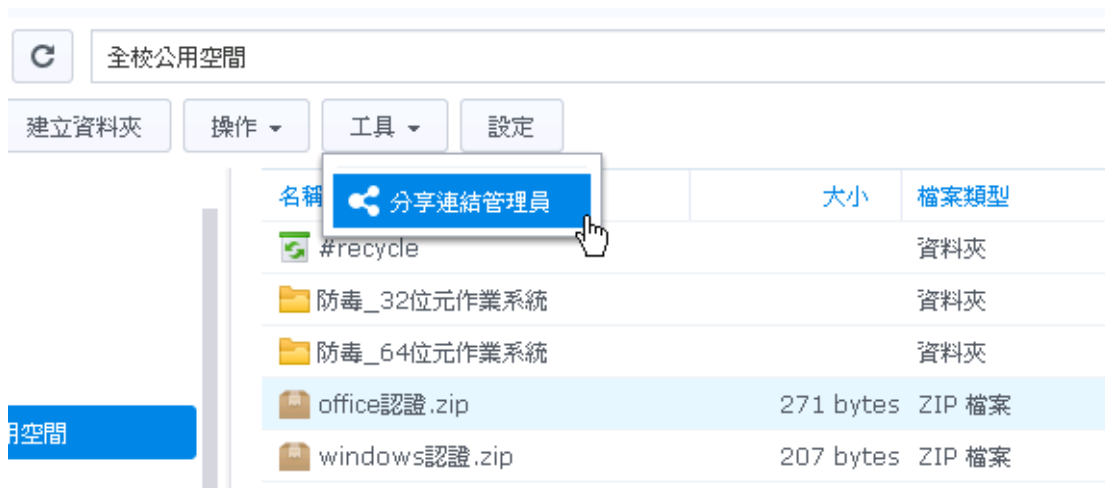 全校公用空間
建立資料夾 操作 工具 設定
名稱 大小 檔案類型
分享連結管理員
#recycle 資料夾
防毒_32位元作業系統 資料夾
防毒_64位元作業系統 資料夾
office認證.zip 271 bytes ZIP 檔案
用空間
windows認證.zip 207 bytes ZIP 檔案